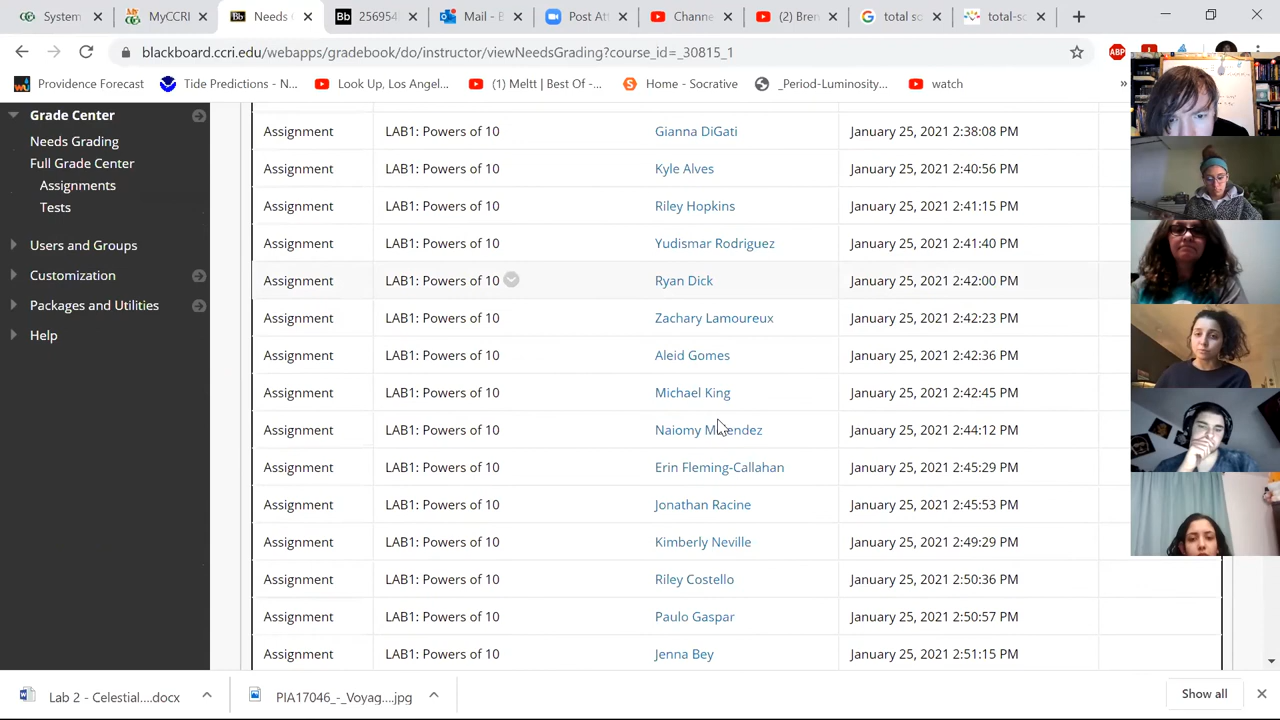 System
MyCCRI
Needs G
256954
Mail - B
Post Att
Channe
(2) Bren
total sc
total-sc
blackboard.ccri.edu/webapps/gradebook/do/instructor/viewNeedsGrading?course_id=_30815_1
Providence Forecast
Tide Predictions - N...
Home - Scoreactive
_Period-Lumin
watch
»
Grade Center
Needs Grading
Full Grade Center
Assignments
Tests
Users and Groups
Customization
Packages and Utilities
Help
Assignment LAB1: Powers of 10 Gianna DiGati January 25, 2021 2:38:08 PM
Assignment LAB1: Powers of 10 Kyle Alves January 25, 2021 2:40:56 PM
Assignment LAB1: Powers of 10 Riley Hopkins January 25, 2021 2:41:15 PM
Assignment LAB1: Powers of 10 Yudismar Rodriguez January 25, 2021 2:41:40 PM
Assignment LAB1: Powers of 10 Ryan Dick January 25, 2021 2:42:00 PM
Assignment LAB1: Powers of 10 Zachary Lamoureux January 25, 2021 2:42:23 PM
Assignment LAB1: Powers of 10 Aleid Gomes January 25, 2021 2:42:36 PM
Assignment LAB1: Powers of 10 Michael King January 25, 2021 2:42:45 PM
Assignment LAB1: Powers of 10 Naiomy January 25, 2021 2:44:12 PM
Assignment LAB1: Powers of 10 Erin Fleming-Callahan January 25, 2021 2:45:29 PM
Assignment LAB1: Powers of 10 Jonathan Racine January 25, 2021 2:45:53 PM
Assignment LAB1: Powers of 10 Kimberly Neville January 25, 2021 2:49:29 PM
Assignment LAB1: Powers of 10 Riley Costello January 25, 2021 2:50:36 PM
Assignment LAB1: Powers of 10 Paulo Gaspar January 25, 2021 2:50:57 PM
Assignment LAB1: Powers of 10 Jenna Bey January 25, 2021 2:51:15 PM
Lab 2 - Celestial....docx
PIA17046_-_Voyag....jpg
Show all